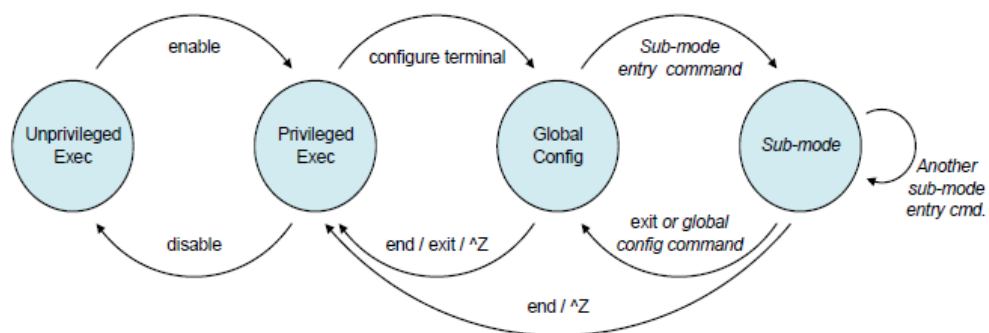 enable
configure terminal
Sub-mode
entry command
Unprivileged
Exec
Privileged
Exec
Global
Config
Sub-mode
Another
sub-mode
entry cmd.
disable
end / exit / ^Z
exit or global
config command
end / ^Z